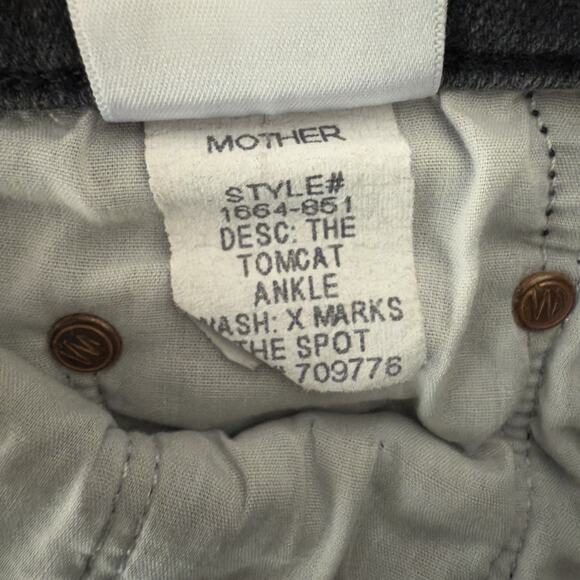 MOTHER
STYLE#
1664-851
DESC: THE
TOMCAT
ANKLE
WASH: X MARKS
THE SPOT
709776